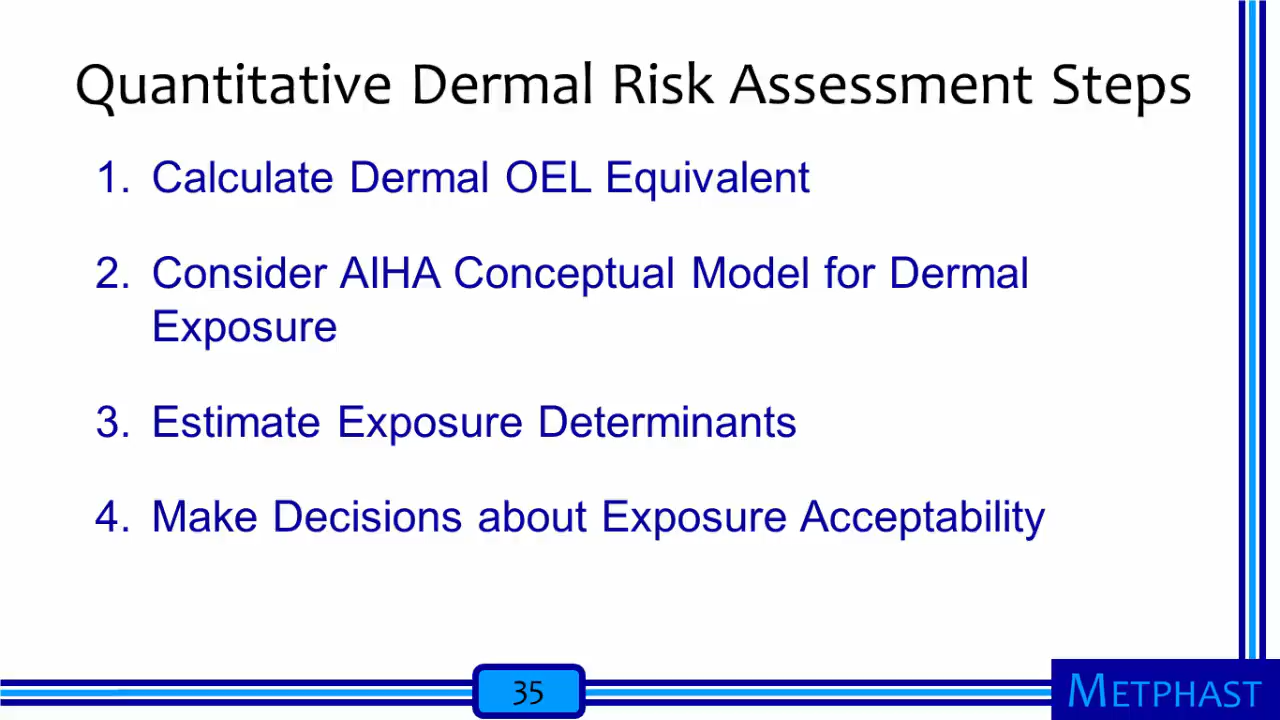 Quantitative Dermal Risk Assessment Steps
1. Calculate Dermal OEL Equivalent
2. Consider AIHA Conceptual Model for Dermal
Exposure
3. Estimate Exposure Determinants
4. Make Decisions about Exposure Acceptability
35
METPHAST